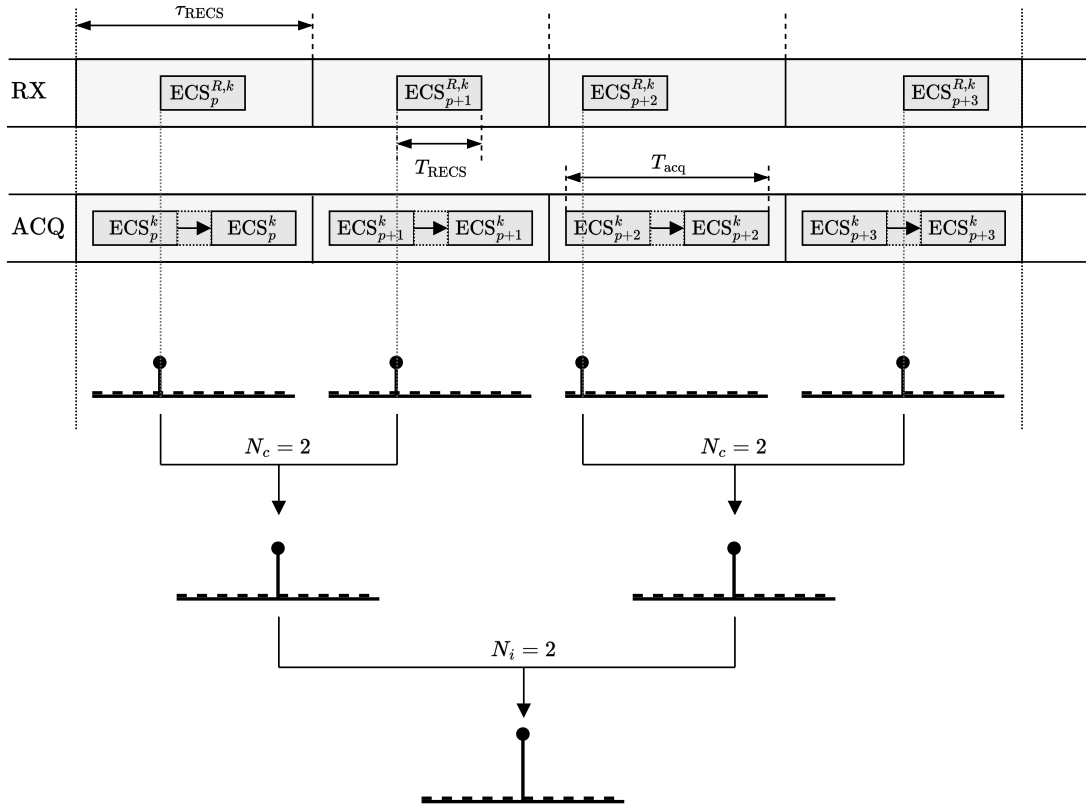 τ_RECS
RX ECS_p^{R,k} ECS_{p+1}^{R,k} ECS_{p+2}^{R,k} ECS_{p+3}^{R,k}
T_RECS T_acq
ACQ ECS_p^k ECS_p^k ECS_{p+1}^k ECS_{p+1}^k ECS_{p+2}^k ECS_{p+2}^k ECS_{p+3}^k ECS_{p+3}^k
N_c = 2 N_c = 2
N_i = 2